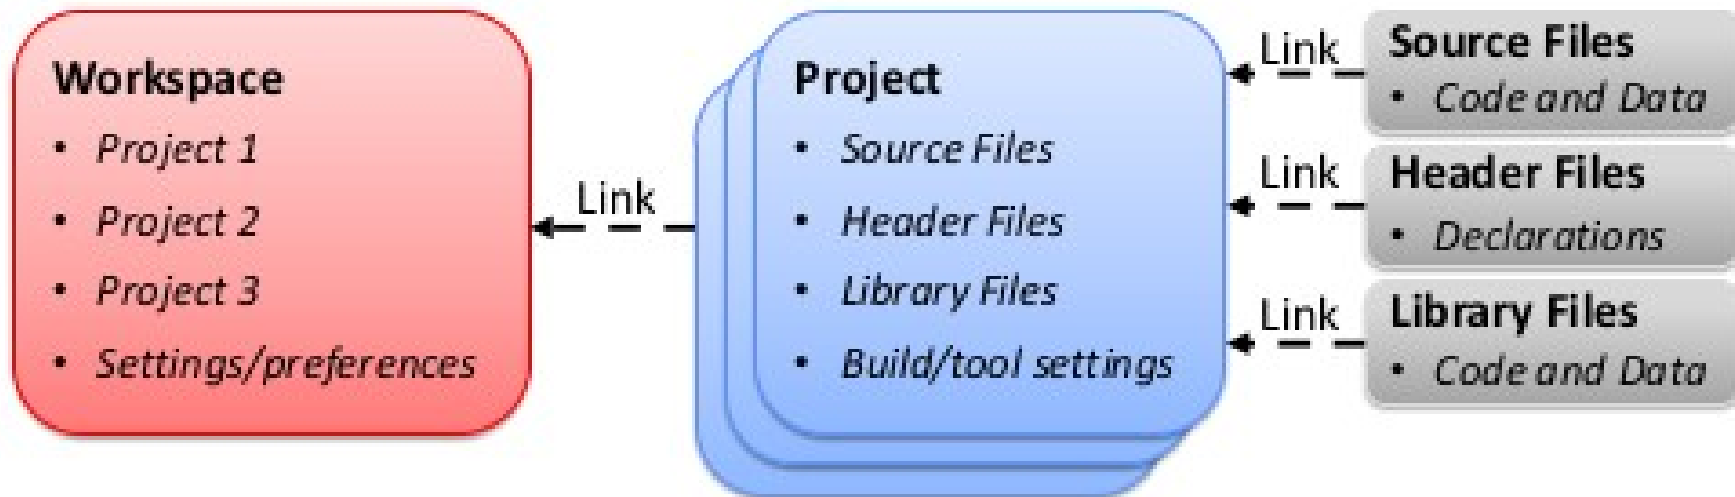 Workspace
• Project 1
• Project 2
• Project 3
• Settings/preferences
Link
Project
• Source Files
• Header Files
• Library Files
• Build/tool settings
Link
Source Files
• Code and Data
Link
Header Files
• Declarations
Link
Library Files
• Code and Data